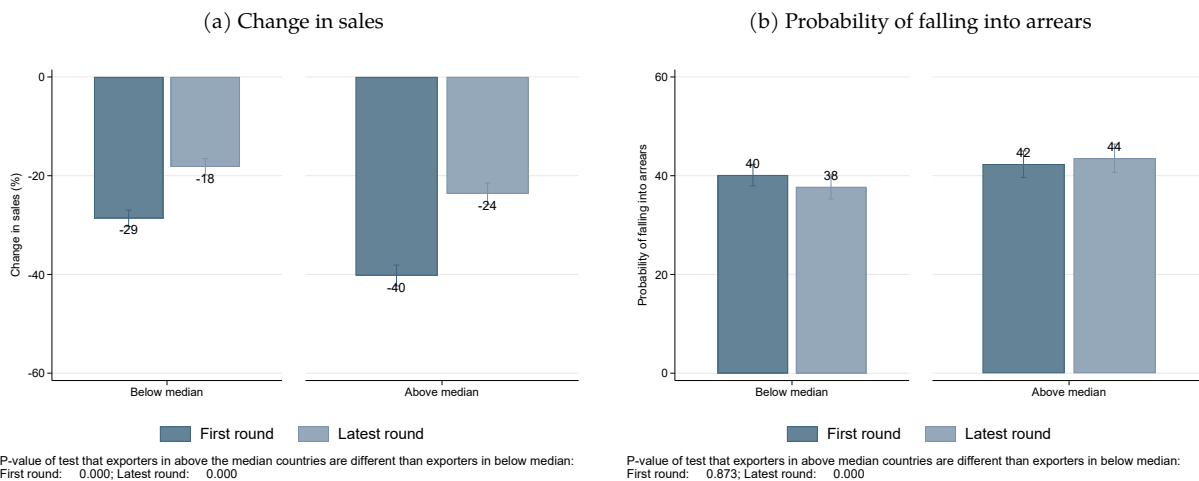 (a) Change in sales
Change in sales (%)
0
-20
-40
-60
-29
-18
-40
-24
Below median
Above median
First round
Latest round
P-value of test that exporters in above the median countries are different than exporters in below median:
First round: 0.000; Latest round: 0.000
(b) Probability of falling into arrears
Probability of falling into arrears
60
40
20
0
40
38
42
44
Below median
Above median
First round
Latest round
P-value of test that exporters in above median countries are different than exporters in below median:
First round: 0.873; Latest round: 0.000